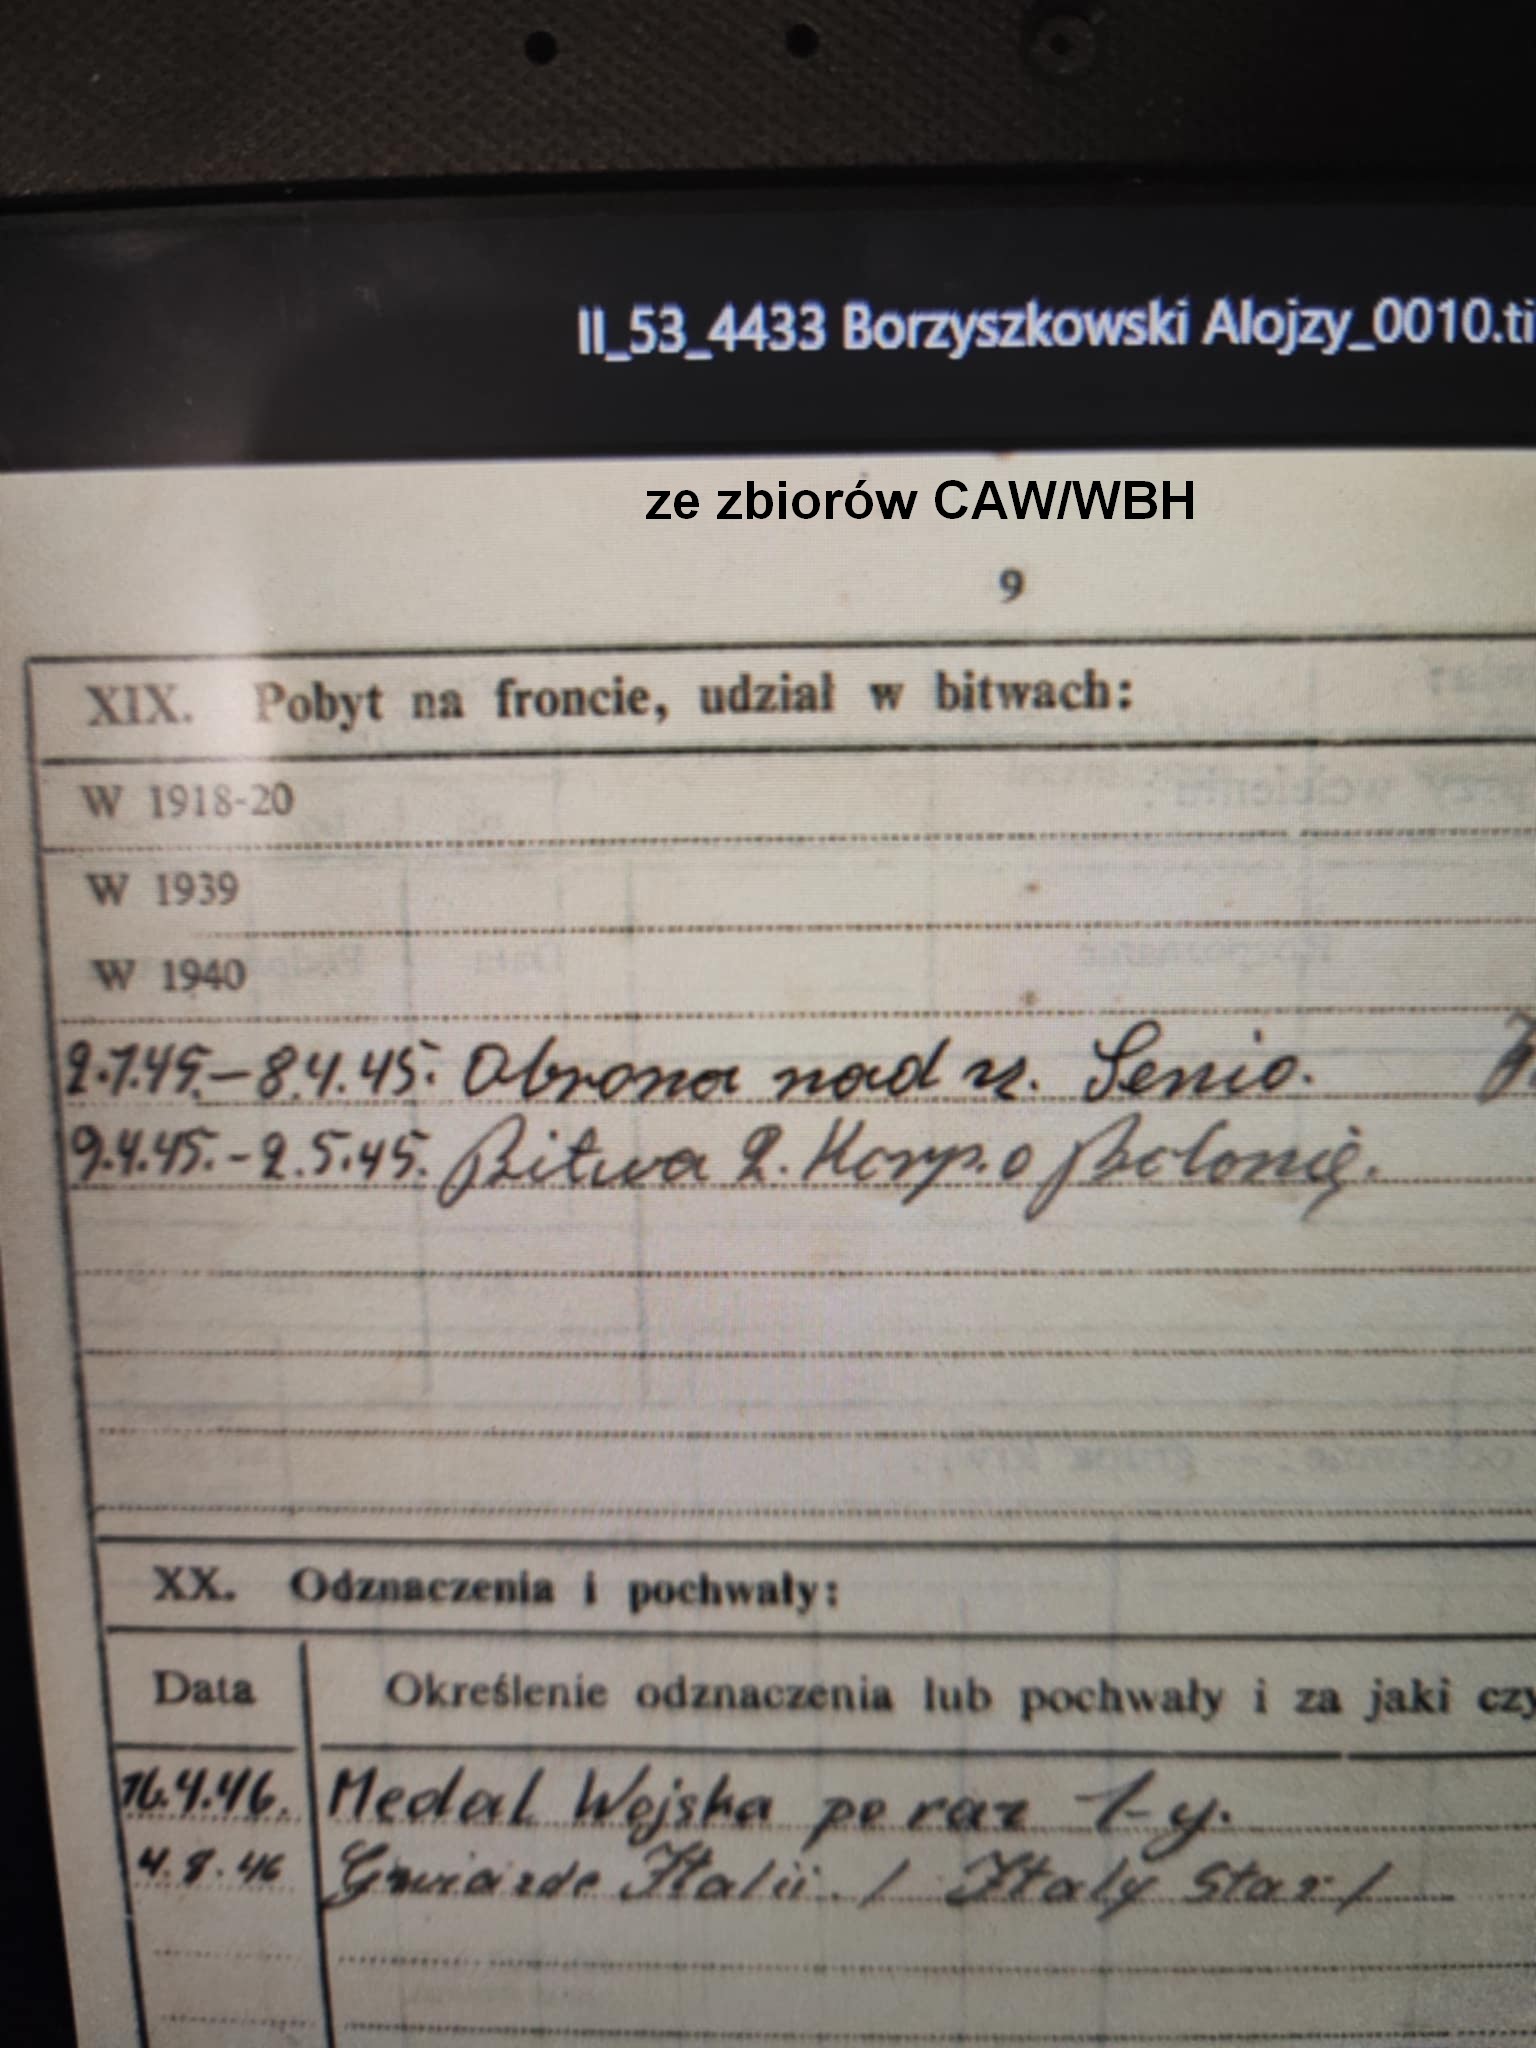 II_53_4433 Borzyszkowski Alojzy_0010.ti
ze zbiorów CAW/WBH
9
XIX. Pobyt na froncie, udział w bitwach:
W 1918-20
W 1939
W 1940
2.1.45.-8.4.45. Obrona nad rz. Senio.
9.4.45.-2.5.45. Bitwa 2. Korp. o Bolonię.
XX. Odznaczenia i pochwały:
Data Określenie odznaczenia lub pochwały i za jaki czy
16.4.46. Medal Wojska po raz 1-y.
4.8.46 Gwiazde Italii. / Italy Star/